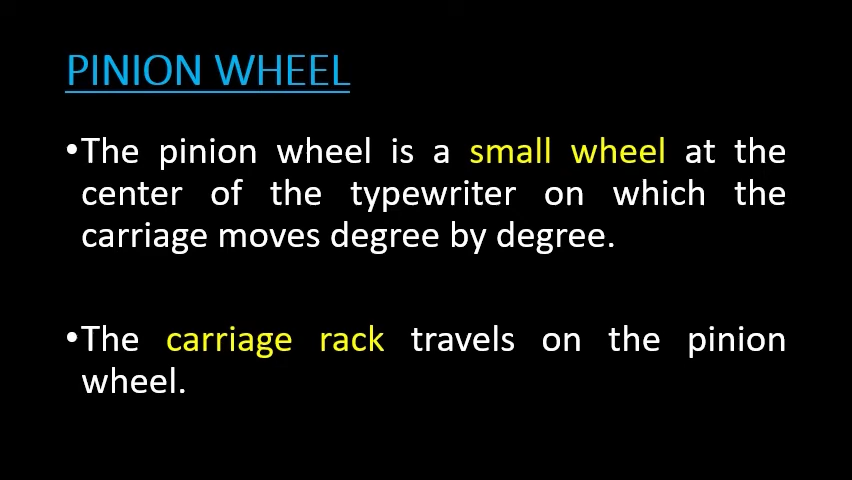 PINION WHEEL
•The pinion wheel is a small wheel at the
center of the typewriter on which the
carriage moves degree by degree.
•The carriage rack travels on the pinion
wheel.